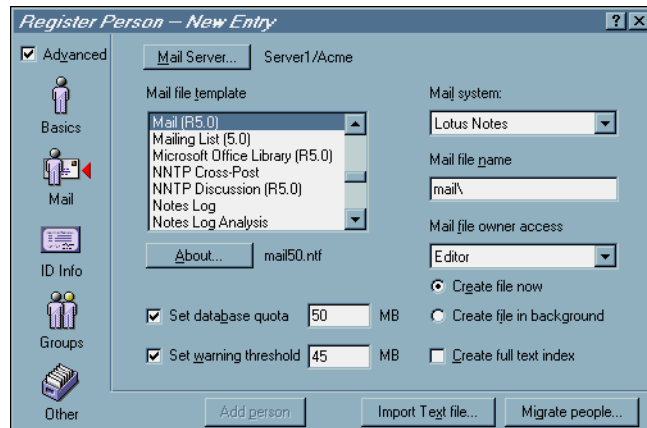 Register Person – New Entry
? ×
Advanced
Basics
Mail
ID Info
Groups
Other
Mail Server... Server1/Acme
Mail file template
Mail (R5.0)
Mailing List (5.0)
Microsoft Office Library (R5.0)
NNTP Cross-Post
NNTP Discussion (R5.0)
Notes Log
Notes Log Analysis
About... mail50.ntf
Set database quota 50 MB
Set warning threshold 45 MB
Mail system:
Lotus Notes
Mail file name
mail\
Mail file owner access
Editor
Create file now
Create file in background
Create full text index
Add person Import Text file... Migrate people...